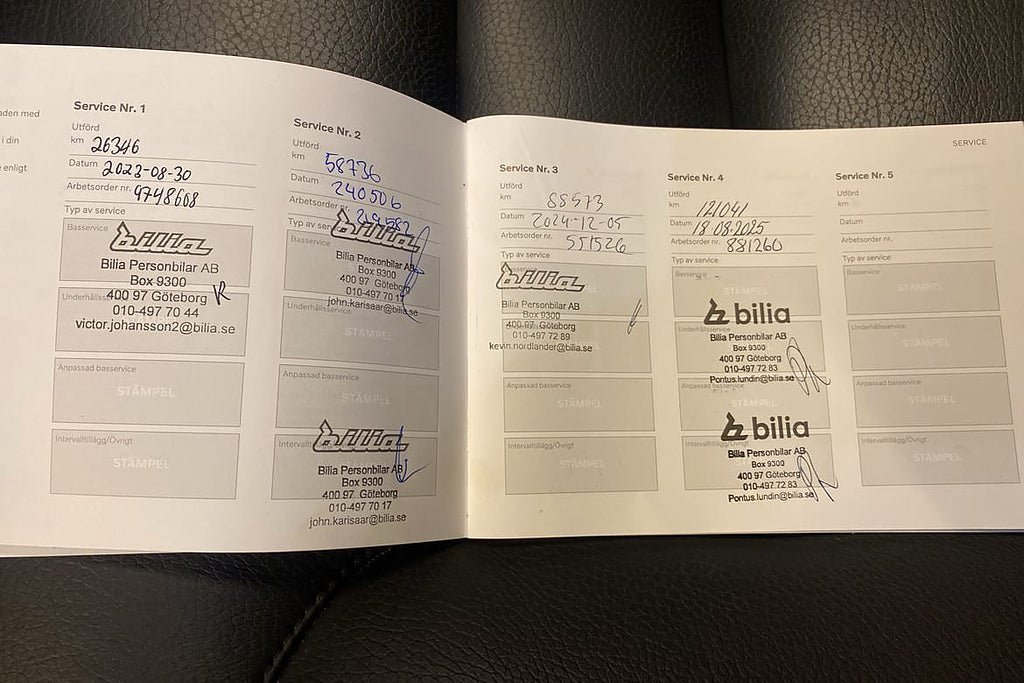 aden med
i din
enligt
Service Nr. 1
Utförd
km 26346
Datum 2023-08-30
Arbetsorder nr. 9748608
Typ av service
Basservice
bilia
Bilia Personbilar AB
Box 9300
400 97 Göteborg
010-497 70 44
victor.johansson2@bilia.se
Anpassad basservice
STÄMPEL
Intervalltillägg/Övrigt
STÄMPEL
Service Nr. 2
Utförd
km 58736
Datum 240506
Arbetsorder nr.
Typ av
Basservice
bilia
Bilia Personbilar AB
Box 9300
400 97 Göteborg
010-497 70 17
john.karisaar@bilia.se
Underhållsservice
STÄMPEL
Anpassad basservice
STÄMPEL
bilia
Bilia Personbilar AB
Box 9300
400 97 Göteborg
010-497 70 17
john.karisaar@bilia.se
SERVICE
Service Nr. 3
Utförd
km 88573
Datum 2024-12-05
Arbetsorder nr. 551526
Typ av service
bilia
Bilia Personbilar AB
Box 9300
400 97 Göteborg
010-497 72 89
kevin.nordlander@bilia.se
Anpassad basservice
STÄMPEL
Intervalltillägg/Övrigt
STÄMPEL
Service Nr. 4
Utförd
km 121041
Datum 18.08.2025
Arbetsorder nr. 881260
Typ av service
Basservice
bilia
Bilia Personbilar AB
Box 9300
400 97 Göteborg
010-497 72 83
Pontus.lundin@bilia.se
Anpassad basservice
STÄMPEL
bilia
Bilia Personbilar AB
Box 9300
400 97 Göteborg
010-497 72 83
Pontus.lundin@bilia.se
Service Nr. 5
Utförd
km
Datum
Arbetsorder nr.
Typ av service
Basservice
STÄMPEL
Underhållsservice
STÄMPEL
Anpassad basservice
STÄMPEL
Intervalltillägg/Övrigt
STÄMPEL